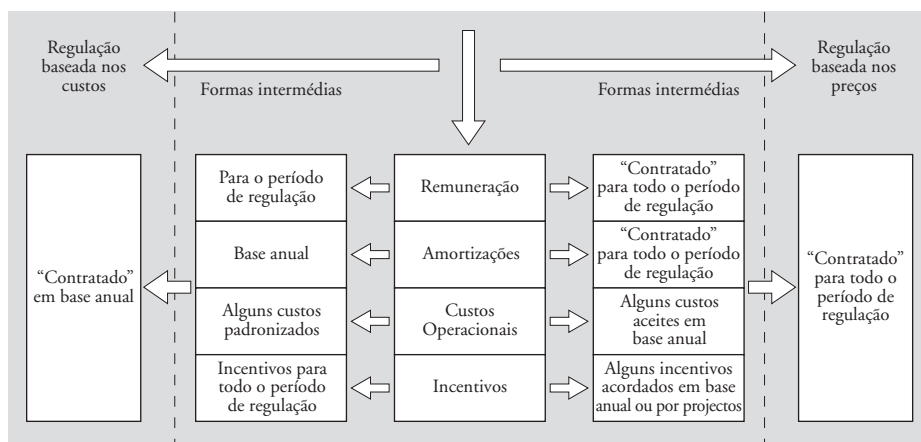 Regulação
baseada nos
custos
Formas intermédias
Formas intermédias
Regulação
baseada nos
preços
“Contratado”
em base anual
Para o período
de regulação
Base anual
Alguns custos
padronizados
Incentivos para
todo o período
de regulação
Remuneração
Amortizações
Custos
Operacionais
Incentivos
“Contratado”
para todo o período
de regulação
“Contratado”
para todo o período
de regulação
Alguns custos
aceites em
base anual
Alguns incentivos
acordados em base
anual ou por projectos
“Contratado”
para todo o
período de
regulação